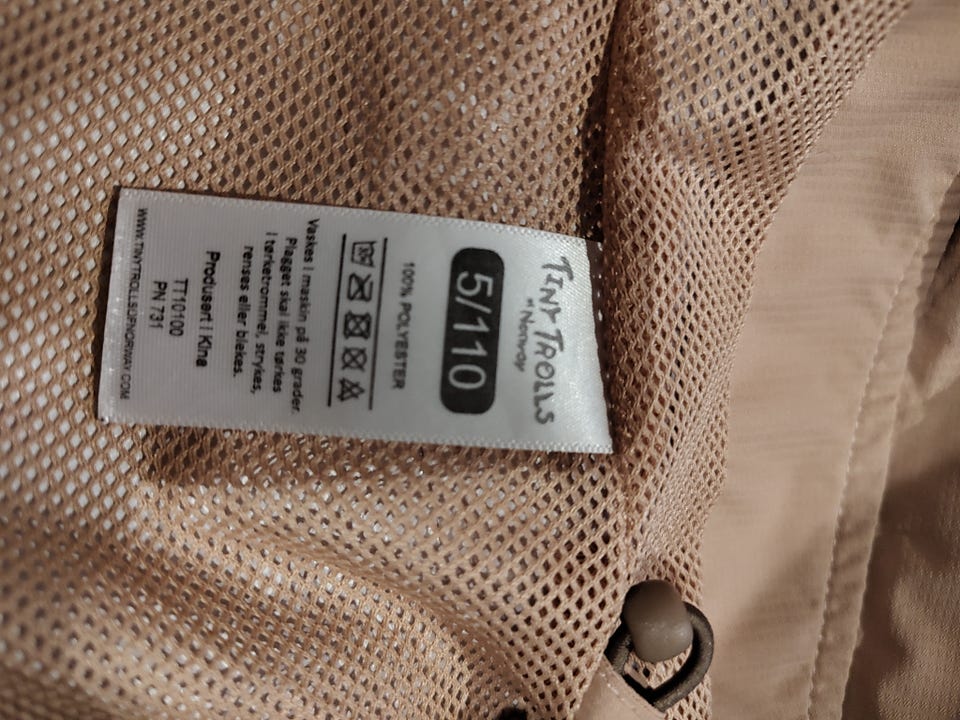 TINY TROLLS
of Norway
5/110
100% POLYESTER
Vaskes i maskin på 30 grader.
Plagget skal ikke tørkes
i tørketrommel, strykes,
renses eller blekes.
Produsert i Kina
TT10100
PN 731
WWW.TINYTROLLSOFNORWAY.COM